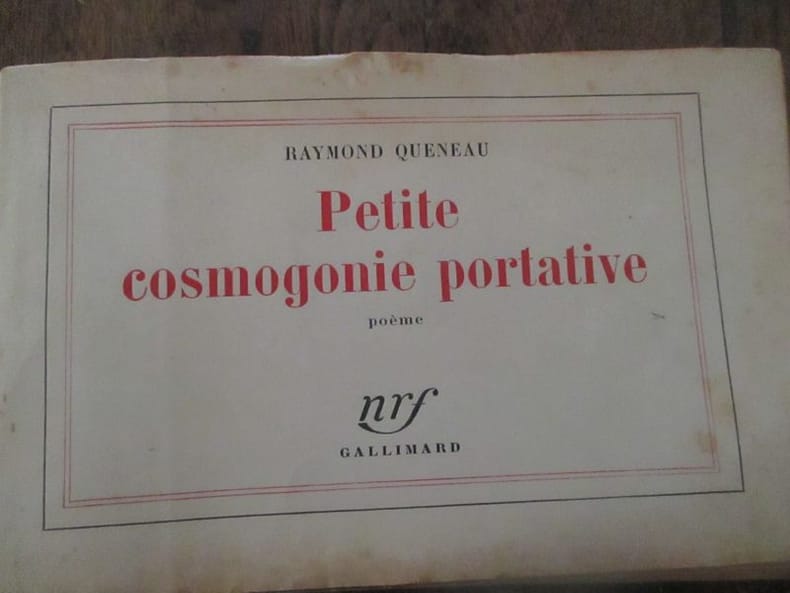 RAYMOND QUENEAU
Petite
cosmogonie portative
poème
nrf
GALLIMARD